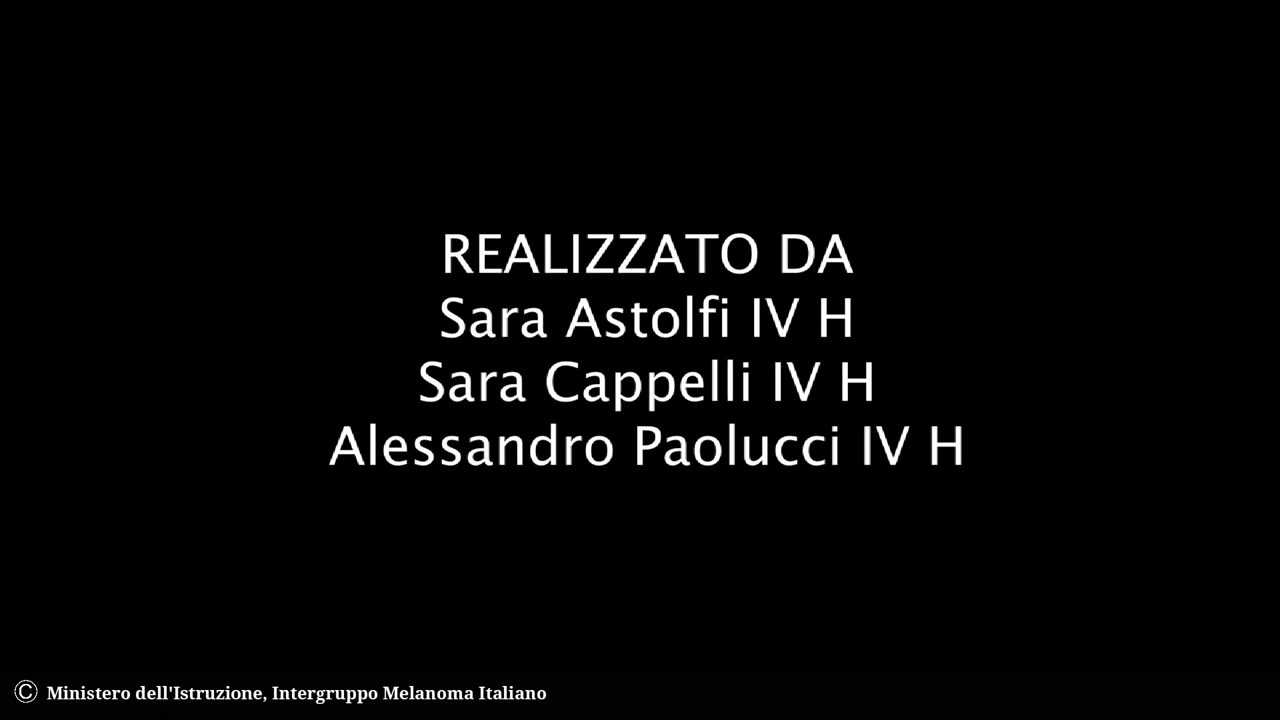 REALIZZATO DA
Sara Astolfi IV H
Sara Cappelli IV H
Alessandro Paolucci IV H
© Ministero dell'Istruzione, Intergruppo Melanoma Italiano